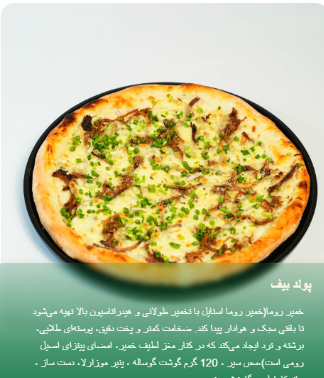 پولد بیف
خمیر روما(خمیر روما استایل با تخمیر طولانی و هیدراتاسیون بالا تهیه می‌شود
تا بافتی سبک و هوادار پیدا کند. ضخامت کمتر و پخت دقیق، پوسته‌ای طلایی،
برشته و ترد ایجاد می‌کند که در کنار مغز لطیف خمیر، امضای پیتزای اصیل
رومی است)،سس سیر ، 120 گرم گوشت گوساله ، پنیر موزارلا، دست ساز ،